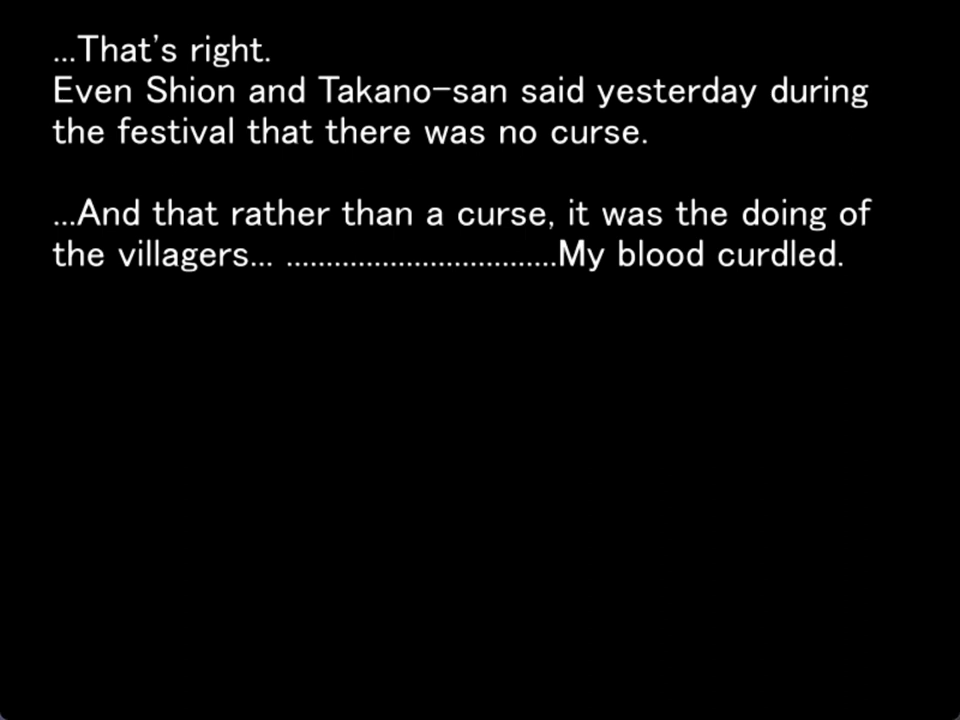 ...That's right.
Even Shion and Takano-san said yesterday during
the festival that there was no curse.
...And that rather than a curse, it was the doing of
the villagers... ..................................My blood curdled.